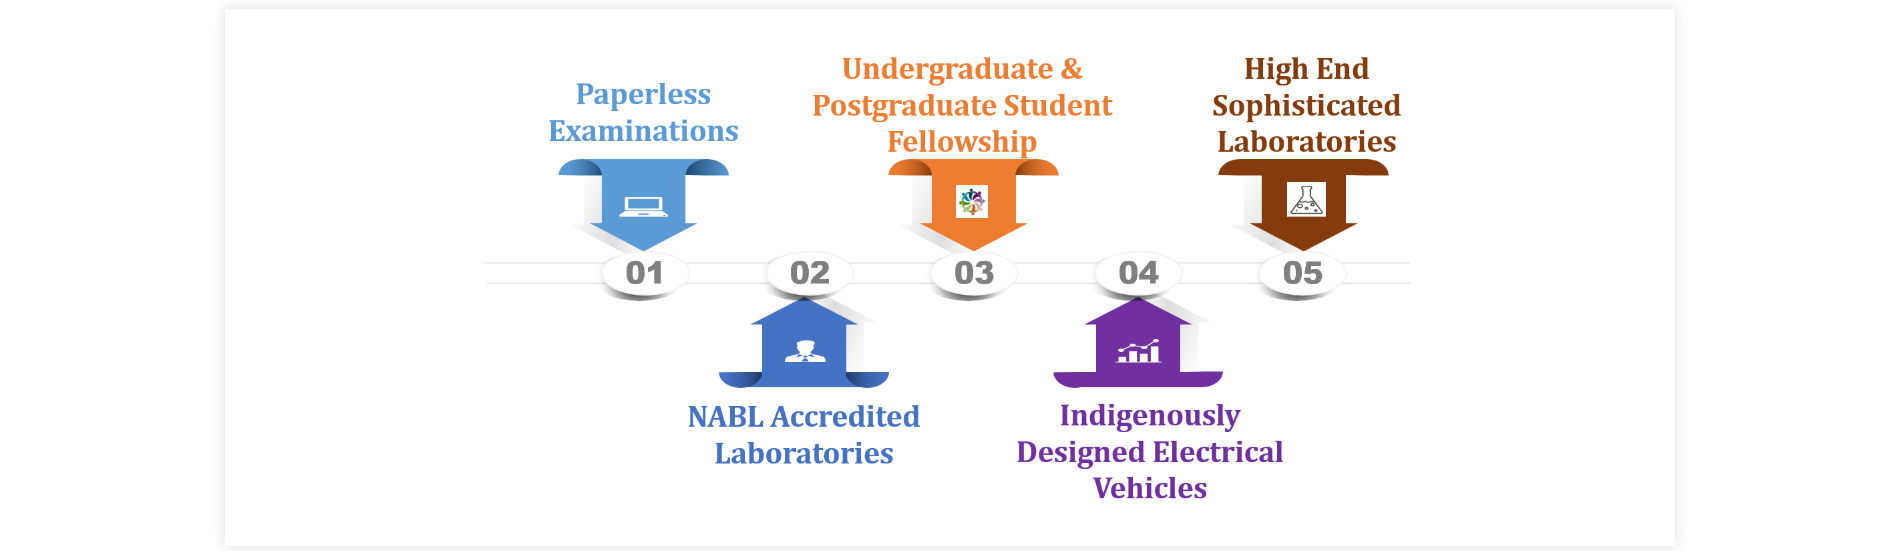 Paperless
Examinations
01
NABL Accredited
Laboratories
02
Undergraduate &
Postgraduate Student
Fellowship
03
Indigenously
Designed Electrical
Vehicles
04
High End
Sophisticated
Laboratories
05